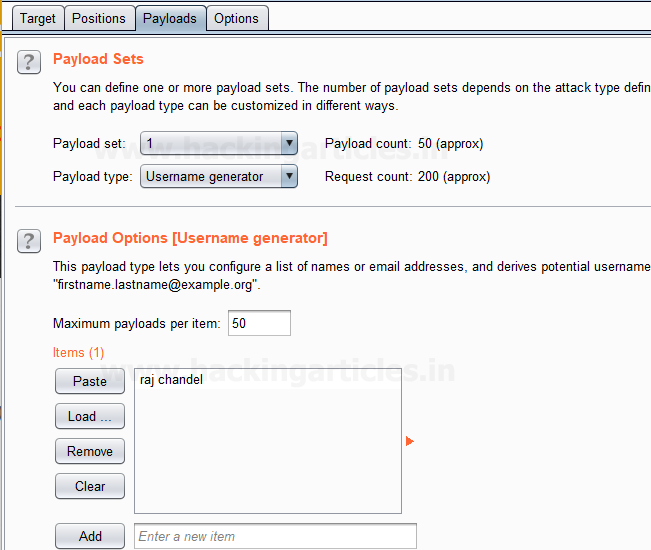 Target Positions Payloads Options
? Payload Sets
You can define one or more payload sets. The number of payload sets depends on the attack type defin
and each payload type can be customized in different ways.
Payload set: 1 Payload count: 50 (approx)
www.hackingarticles.in
Payload type: Username generator Request count: 200 (approx)
? Payload Options [Username generator]
This payload type lets you configure a list of names or email addresses, and derives potential username
"firstname.lastname@example.org".
Maximum payloads per item: 50
Items (1)
www.hackingarticles.in
Paste raj chandel
Load ...
Remove
Clear
Add Enter a new item